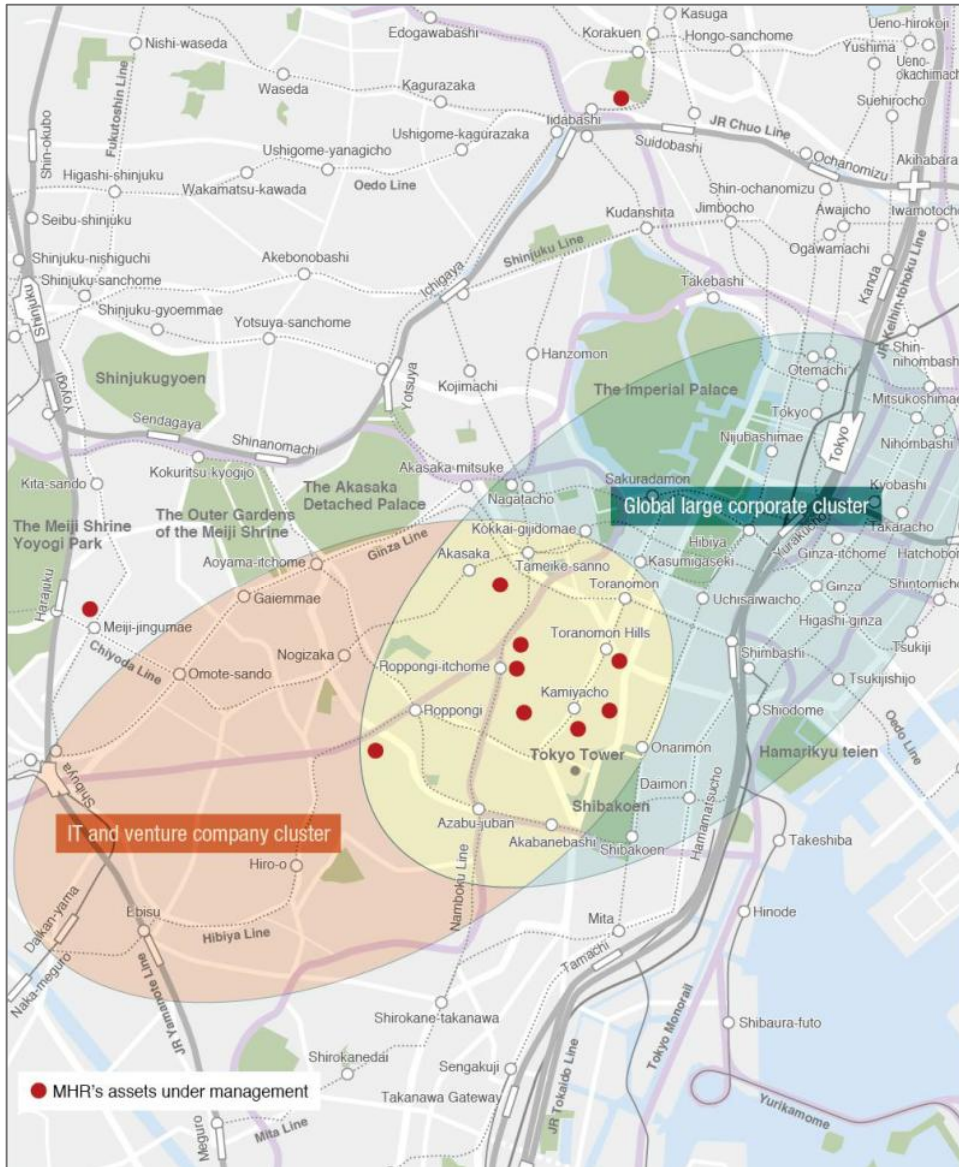 Kasuga
Ueno-hirokoji
Edogawabashi
Korakuen
Hongo-sanchome
Yushima
Nishi-waseda
Ueno-
okachimach
Waseda
Kagurazaka
Suehirocho
Fukutoshin Line
Iidabashi
JR Chuo Line
Shin-okubo
Ushigome-kagurazaka
Suidobashi
Ushigome-yanagicho
Ochanomizu
Akihabara
Higashi-shinjuku
Wakamatsu-kawada
Oedo Line
Shin-ochanomizu
Seibu-shinjuku
Kudanshita
Jimbocho
Awajicho
Iwamotocho
Ogawamachi
Shinjuku Line
Akebonobashi
Shinjuku-nishiguchi
Ichigaya
Takebashi
Kanda
JR Keihin-tohoku Line
Shinjuku-sanchome
Shinjuku
Shinjuku-gyoemmae
Yotsuya-sanchome
Hanzomon
Shin-
nihombashi
Otemachi
Shinjukugyoen
Yotsuya
Kojimachi
The Imperial Palace
Mitsukoshimae
Yoyogi
Tokyo
Tokyo
Sendagaya
Nijubashimae
Nihombashi
Shinanomachi
Kokuritsu-kyogijo
Akasaka-mitsuke
Kita-sando
The Akasaka
Detached Palace
Nagatacho
Sakuradamon
Kyobashi
Global large corporate cluster
The Meiji Shrine
Yoyogi Park
The Outer Gardens
of the Meiji Shrine
Ginza Line
Kokkai-gijidomae
Hibiya
Yurakucho
Takaracho
Akasaka
Tameike-sanno
Kasumigaseki
Ginza-itchome
Hatchobori
Aoyama-itchome
Toranomon
Harajuku
Gaiemmae
Uchisaiwaicho
Ginza
Shintomicho
Higashi-ginza
Meiji-jingumae
Toranomon Hills
Chiyoda Line
Nogizaka
Shimbashi
Tsukiji
Omote-sando
Roppongi-itchome
Tsukijishijo
Kamiyacho
Roppongi
Shiodome
Oedo Line
Tokyo Tower
Onarimon
Hamarikyu teien
Shibuya
Daimon
Shibakoen
Hamamatsucho
IT and venture company cluster
Azabu-juban
Akabanebashi
Shibakoen
Takeshiba
Hiro-o
Namboku Line
Daikan-yama
Ebisu
Mita
Hinode
Hibiya Line
Tamachi
Naka-meguro
JR Yamanote Line
Shirokane-takanawa
Tokyo Monorail
Shibaura-futo
Shirokanedai
Sengakuji
JR Tokaido Line
MHR's assets under management
Takanawa Gateway
Yurikamome
Meguro
Mita Line